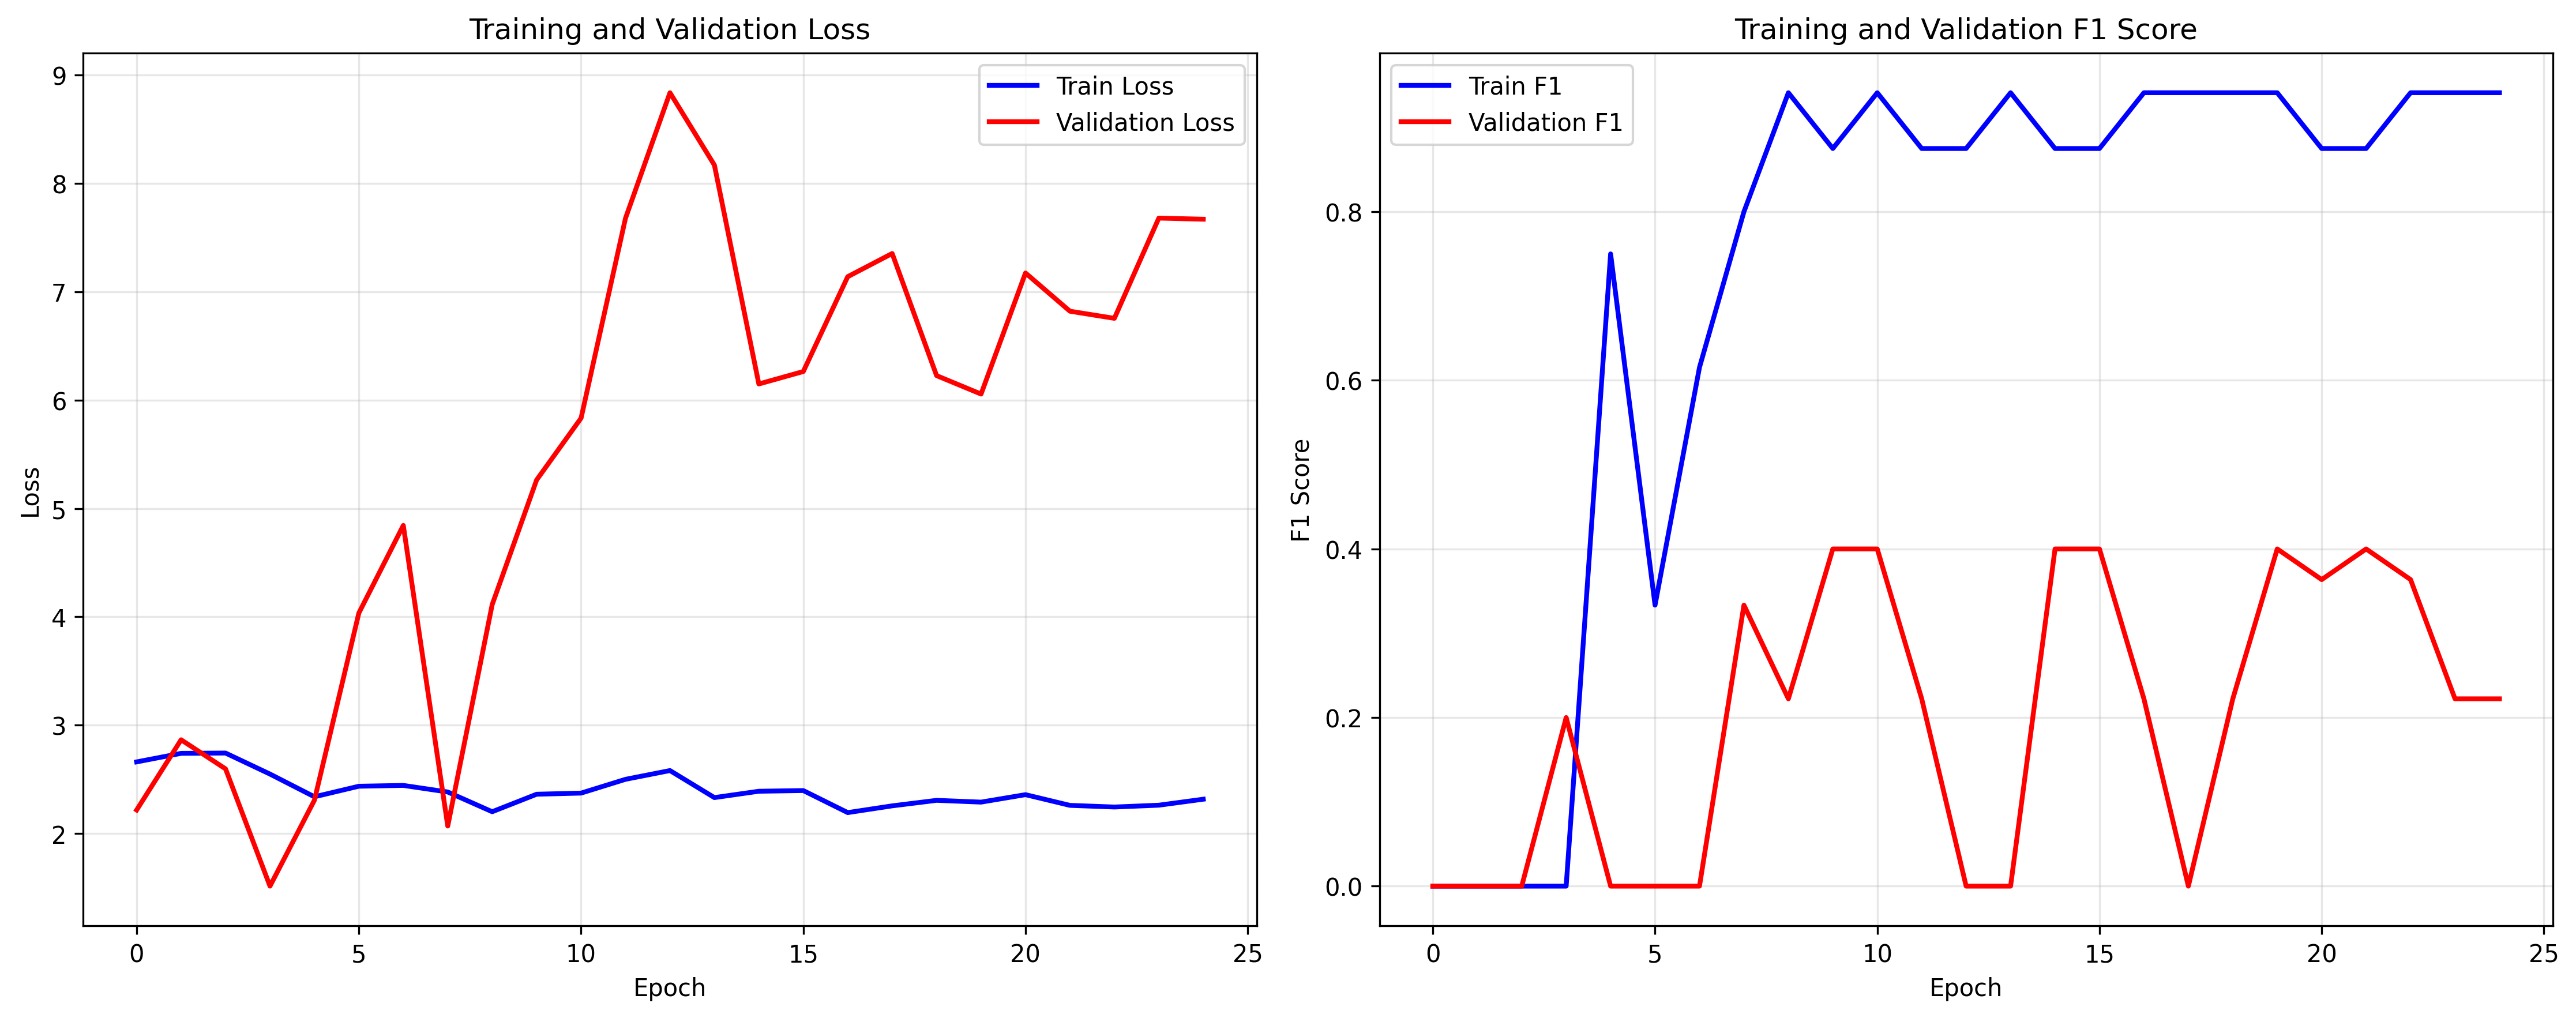 Training and Validation Loss
9
8
7
6
5
4
3
2
Loss
Train Loss
Validation Loss
0 5 10 15 20 25
Epoch
Training and Validation F1 Score
Train F1
Validation F1
0.8
0.6
0.4
0.2
0.0
F1 Score
0 5 10 15 20 25
Epoch